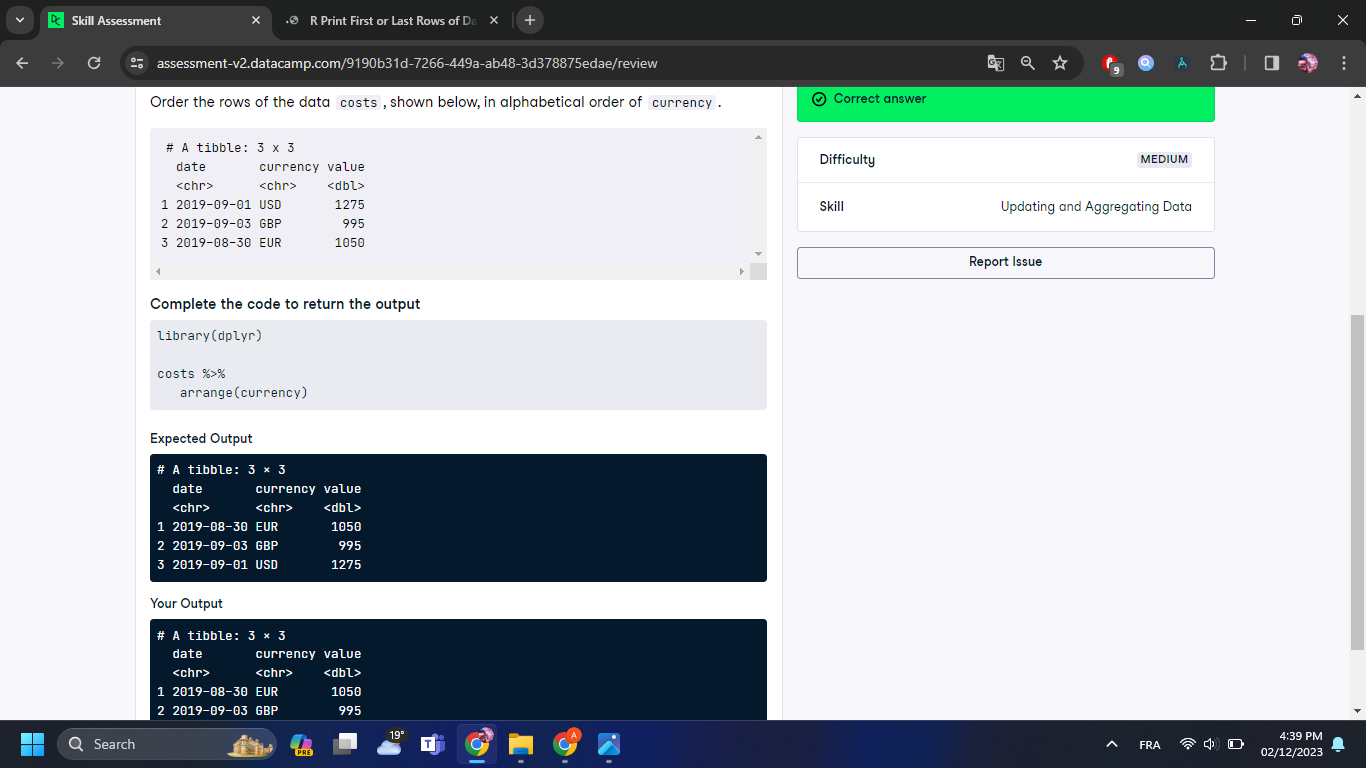 Skill Assessment
R Print First or Last Rows of Da
assessment-v2.datacamp.com/9190b31d-7266-449a-ab48-3d378875edae/review
9
Order the rows of the data costs, shown below, in alphabetical order of currency.
# A tibble: 3 x 3
date currency value
<chr> <chr> <dbl>
1 2019-09-01 USD 1275
2 2019-09-03 GBP 995
3 2019-08-30 EUR 1050
Complete the code to return the output
library(dplyr)
costs %>%
arrange(currency)
Expected Output
# A tibble: 3 × 3
date currency value
<chr> <chr> <dbl>
1 2019-08-30 EUR 1050
2 2019-09-03 GBP 995
3 2019-09-01 USD 1275
Your Output
# A tibble: 3 × 3
date currency value
<chr> <chr> <dbl>
1 2019-08-30 EUR 1050
2 2019-09-03 GBP 995
Correct answer
Difficulty MEDIUM
Skill Updating and Aggregating Data
Report Issue
Search
PRE
19°
A
FRA
4:39 PM
02/12/2023